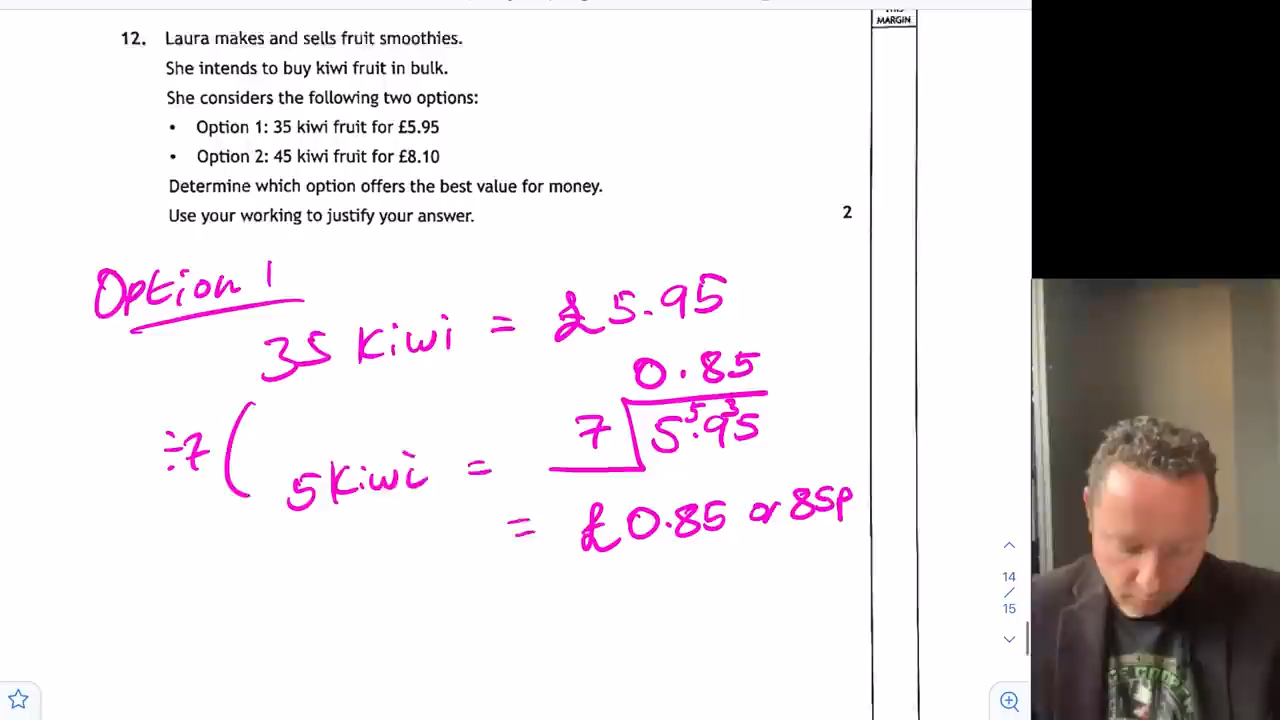 MARGIN
12. Laura makes and sells fruit smoothies.
She intends to buy kiwi fruit in bulk.
She considers the following two options:
• Option 1: 35 kiwi fruit for £5.95
• Option 2: 45 kiwi fruit for £8.10
Determine which option offers the best value for money.
Use your working to justify your answer.
2
Option 1
35 Kiwi = £5.95
0.85
÷7
7 5⁵.9³5
5 Kiwi =
= £0.85 or 85p
14
/
15